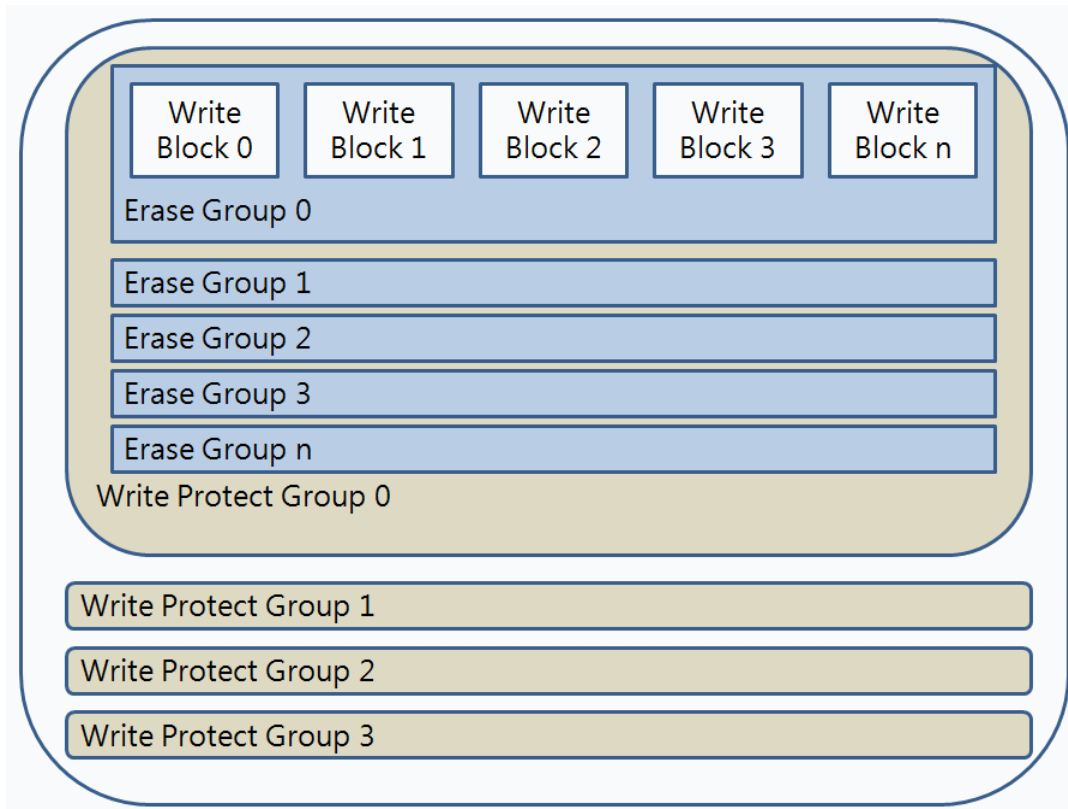 Write
Block 0
Write
Block 1
Write
Block 2
Write
Block 3
Write
Block n
Erase Group 0
Erase Group 1
Erase Group 2
Erase Group 3
Erase Group n
Write Protect Group 0
Write Protect Group 1
Write Protect Group 2
Write Protect Group 3